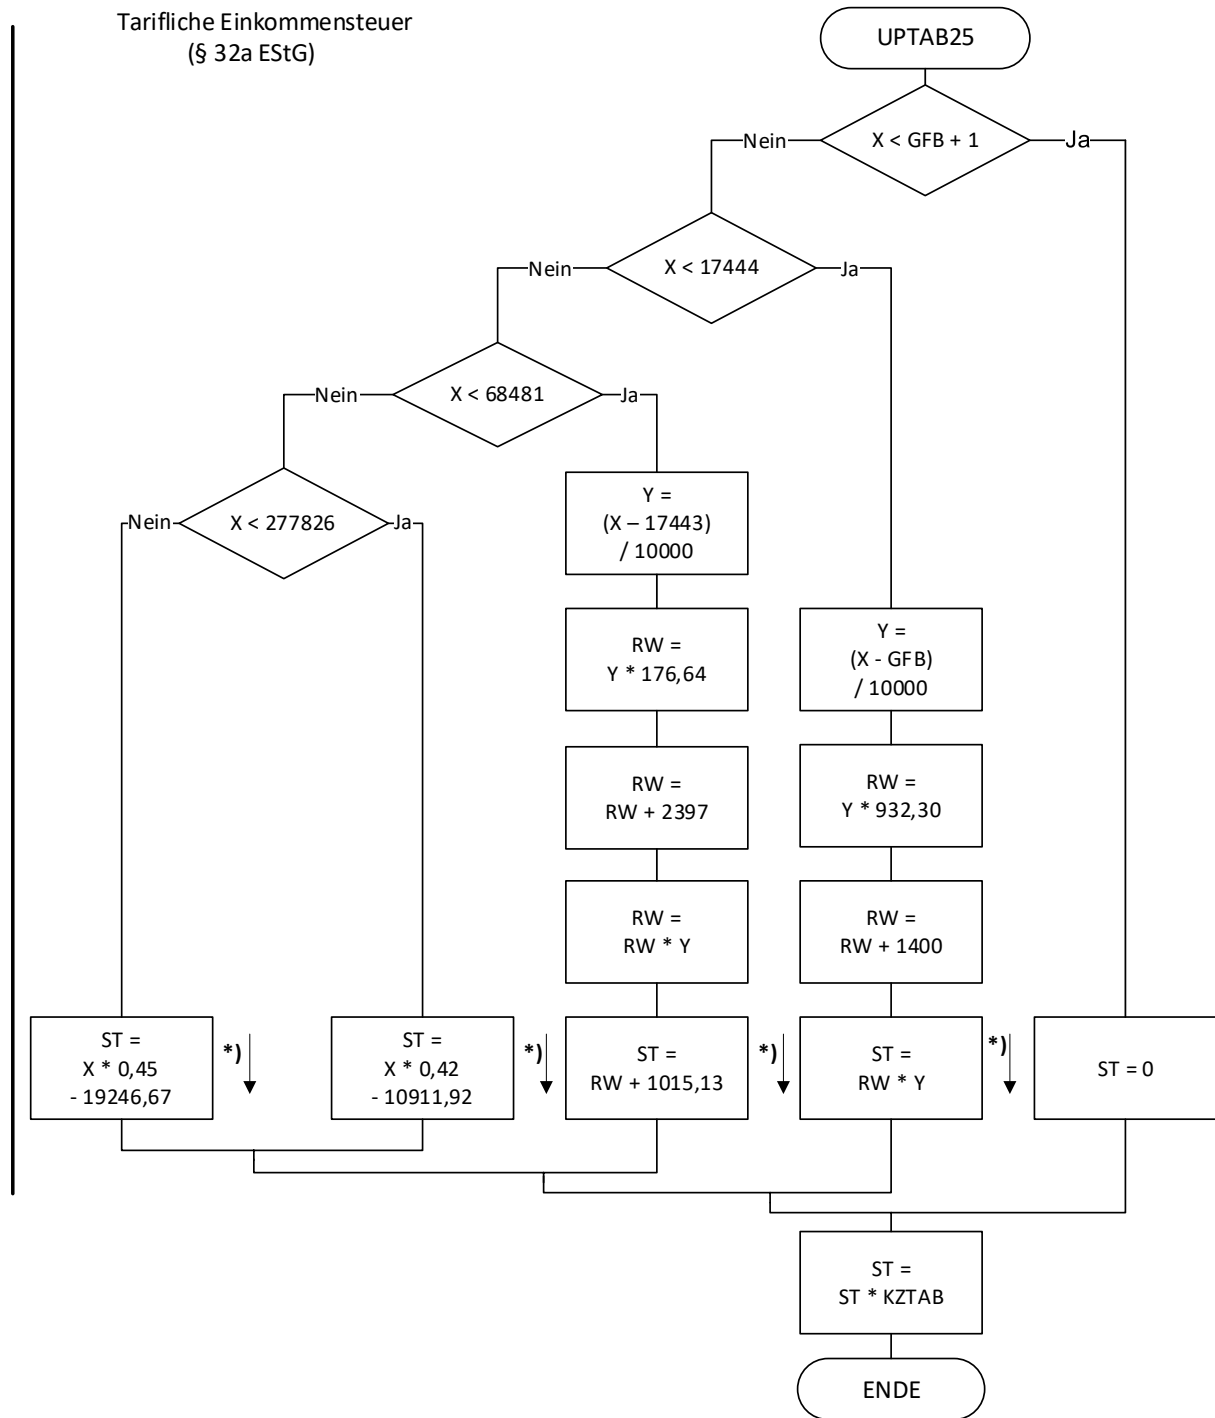 Tarifliche Einkommensteuer
(§ 32a EStG)
UPTAB25
X < GFB + 1
Nein
Ja
X < 17444
Nein
Ja
X < 68481
Nein
Ja
X < 277826
Nein
Ja
Y =
(X – 17443)
/ 10000
RW =
Y * 176,64
RW =
RW + 2397
RW =
RW * Y
Y =
(X - GFB)
/ 10000
RW =
Y * 932,30
RW =
RW + 1400
ST =
X * 0,45
- 19246,67
*)
ST =
X * 0,42
- 10911,92
*)
ST =
RW + 1015,13
*)
ST =
RW * Y
*)
ST = 0
ST =
ST * KZTAB
ENDE